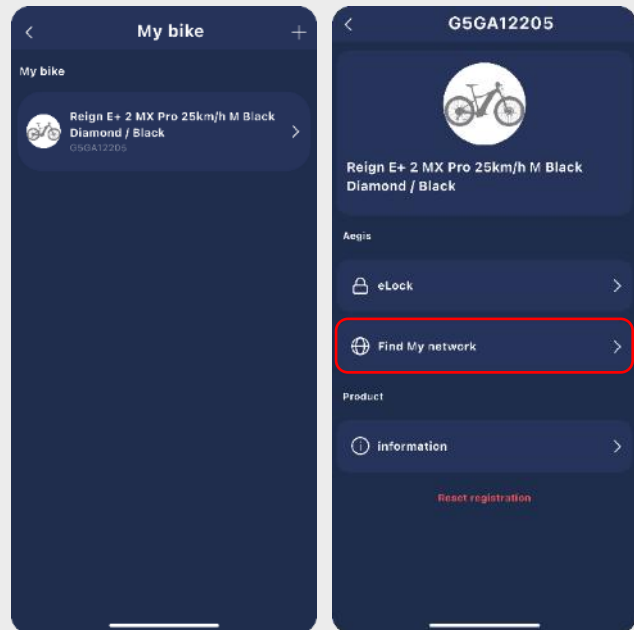 My bike
My bike
Reign E+ 2 MX Pro 25km/h M Black
Diamond / Black
G5GA12205
G5GA12205
Reign E+ 2 MX Pro 25km/h M Black
Diamond / Black
Aegis
eLock
Find My network
Product
information
Reset registration